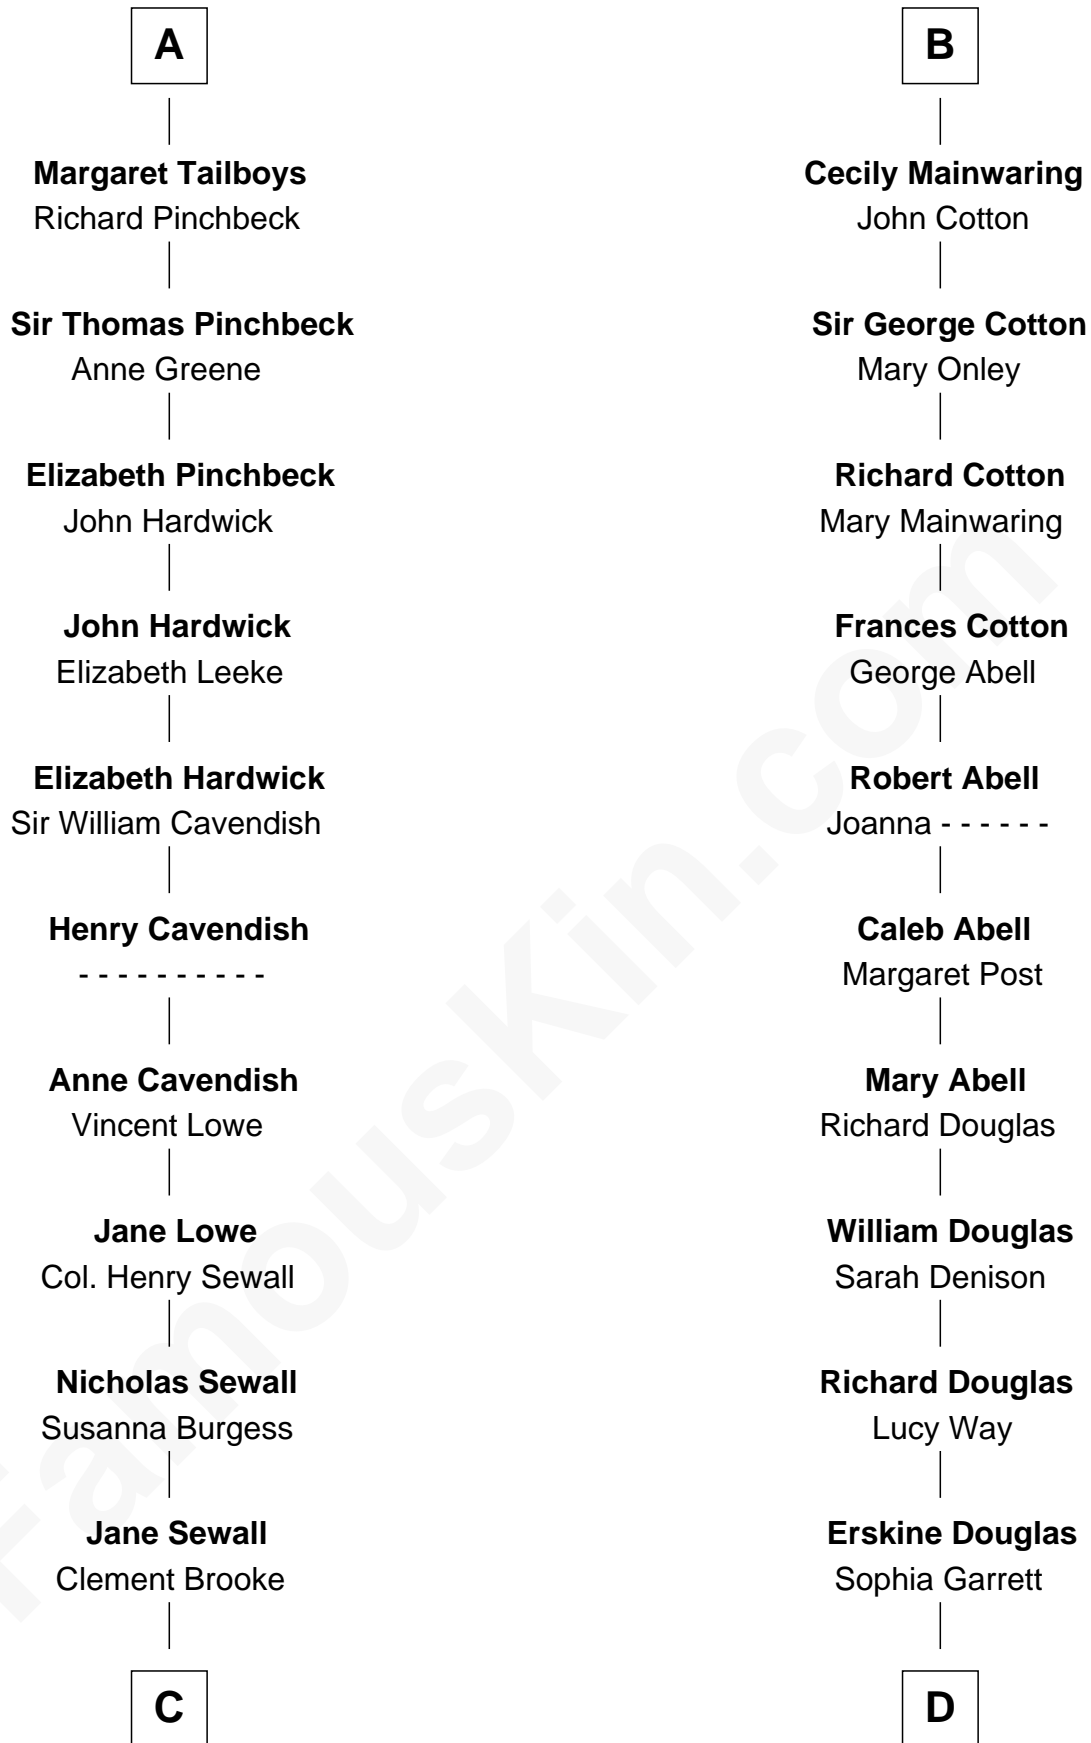 A
Margaret Tailboys
Richard Pinchbeck
Sir Thomas Pinchbeck
Anne Greene
Elizabeth Pinchbeck
John Hardwick
John Hardwick
Elizabeth Leeke
Elizabeth Hardwick
Sir William Cavendish
Henry Cavendish
- - - - - - - - - -
Anne Cavendish
Vincent Lowe
Jane Lowe
Col. Henry Sewall
Nicholas Sewall
Susanna Burgess
Jane Sewall
Clement Brooke
C
B
Cecily Mainwaring
John Cotton
Sir George Cotton
Mary Onley
Richard Cotton
Mary Mainwaring
Frances Cotton
George Abell
Robert Abell
Joanna - - - - - -
Caleb Abell
Margaret Post
Mary Abell
Richard Douglas
William Douglas
Sarah Denison
Richard Douglas
Lucy Way
Erskine Douglas
Sophia Garrett
D
FamousKin.com